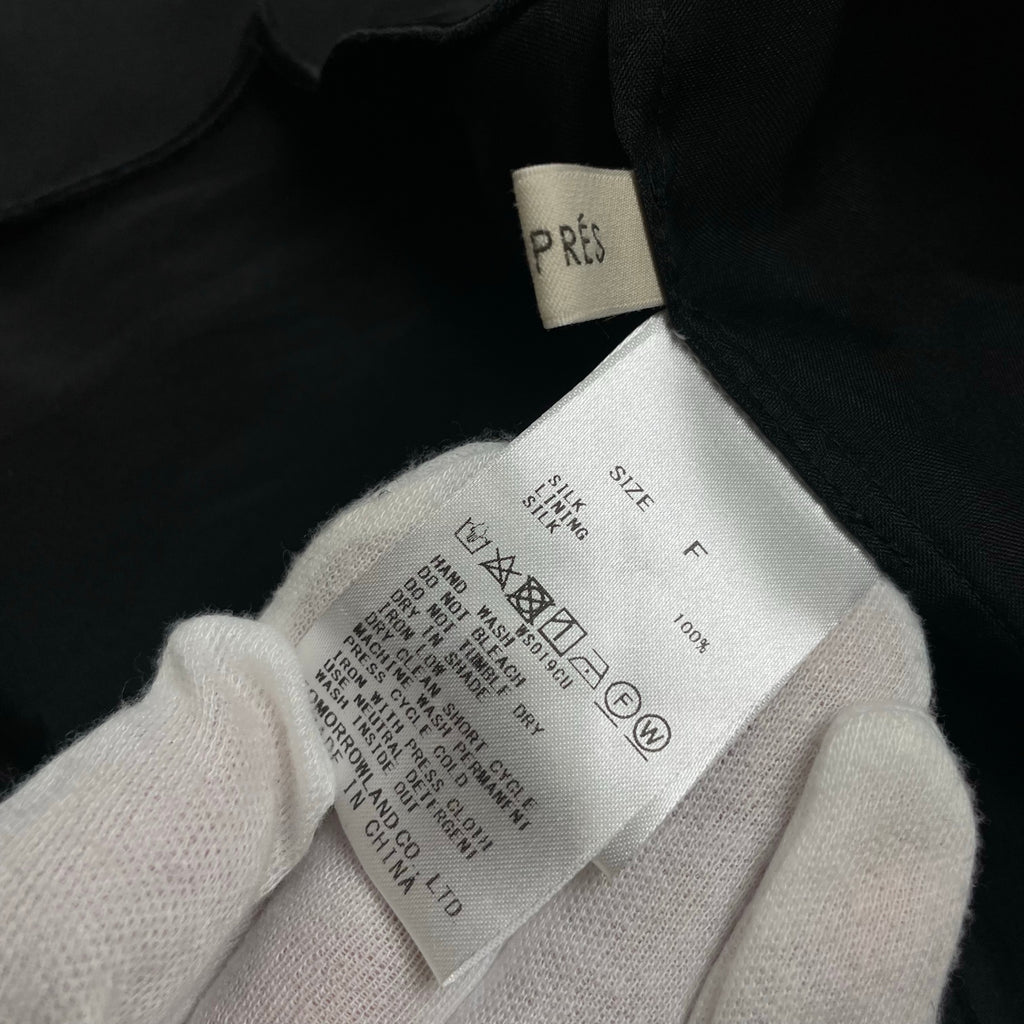 PRÉS
SIZE F
SILK 100%
LINING
SILK
F W
WS019CU
HAND WASH
DO NOT BLEACH
DO NOT TUMBLE DRY
DRY IN SHADE
IRON LOW
DRY CLEAN SHORT CYCLE
MACHINE WASH PERMANENT
PRESS CYCLE COLD
IRON WITH PRESS CLOTH
USE NEUTRAL DETERGENT
WASH INSIDE OUT
OMORROWLAND CO. LTD
DE IN CHINA